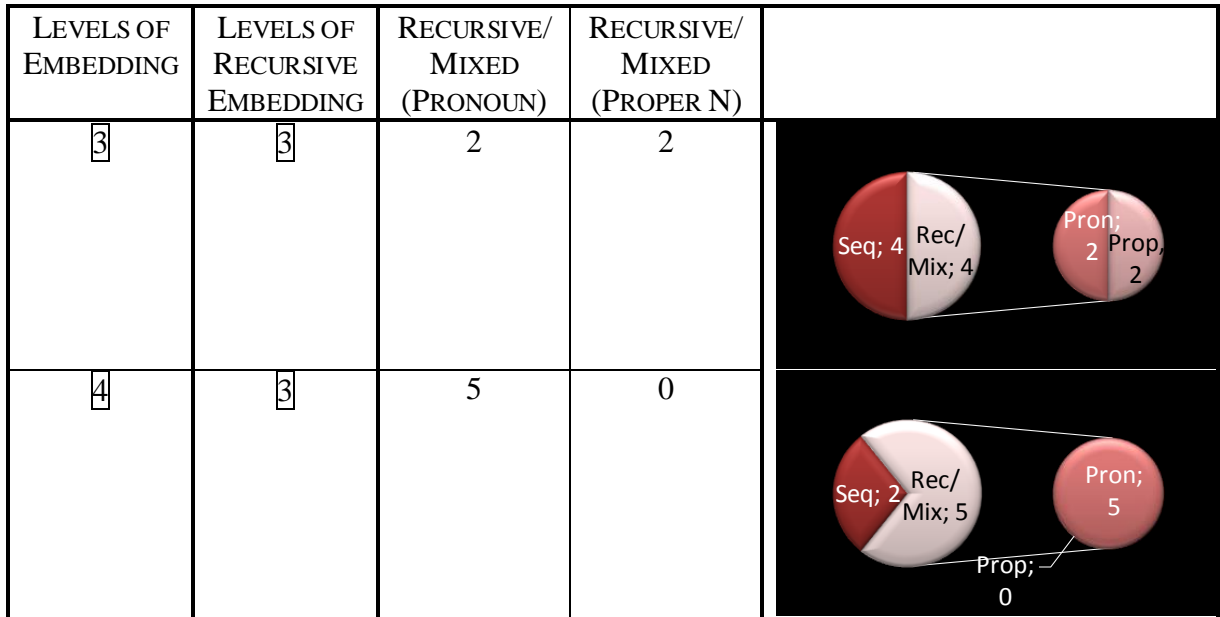 LEVELS OF
EMBEDDING
LEVELS OF
RECURSIVE
EMBEDDING
RECURSIVE/
MIXED
(PRONOUN)
RECURSIVE/
MIXED
(PROPER N)
3
3
2
2
Seq; 4
Rec/
Mix; 4
Pron;
2
Prop,
2
4
3
5
0
Seq; 2
Rec/
Mix; 5
Pron;
5
Prop;
0